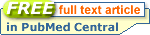 FREE full text article
in PubMed Central